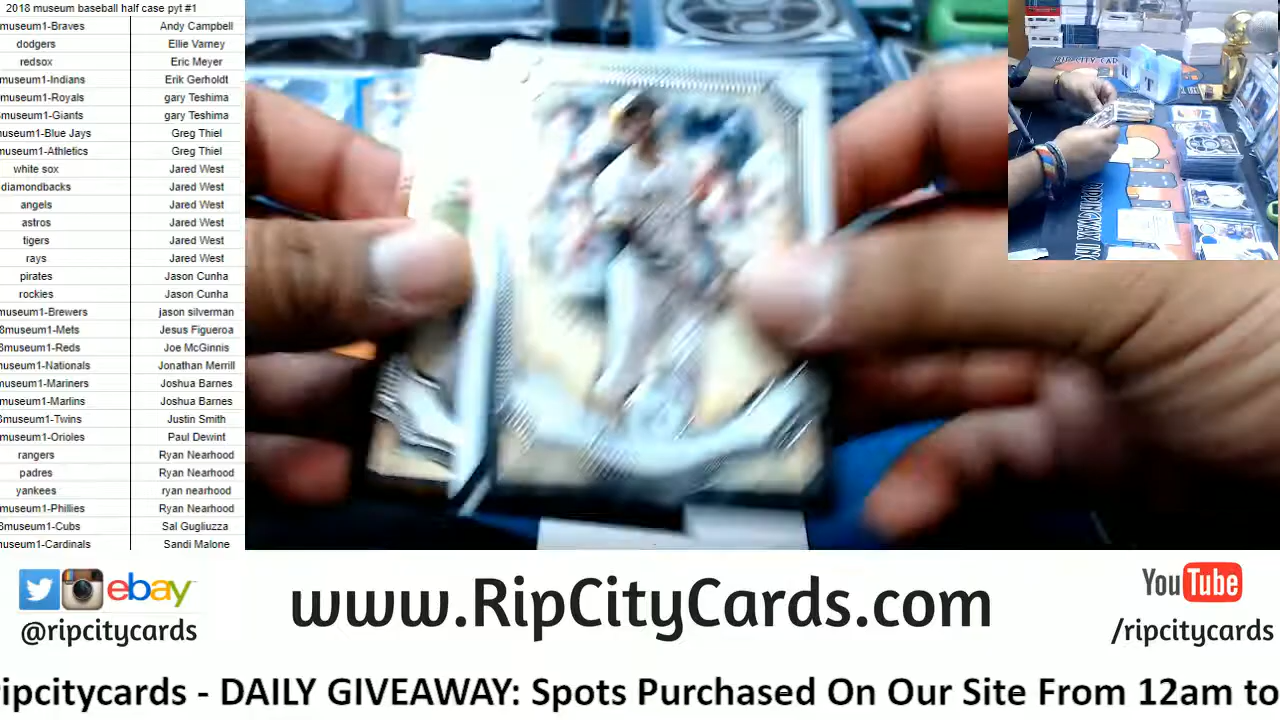 2018 museum baseball half case pyt #1
museum1-Braves Andy Campbell
dodgers Ellie Varney
redsox Eric Meyer
museum1-Indians Erik Gerholdt
museum1-Royals gary Teshima
museum1-Giants gary Teshima
museum1-Blue Jays Greg Thiel
museum1-Athletics Greg Thiel
white sox Jared West
diamondbacks Jared West
angels Jared West
astros Jared West
tigers Jared West
rays Jared West
pirates Jason Cunha
rockies Jason Cunha
museum1-Brewers jason silverman
8museum1-Mets Jesus Figueroa
8museum1-Reds Joe McGinnis
museum1-Nationals Jonathan Merrill
museum1-Mariners Joshua Barnes
museum1-Marlins Joshua Barnes
museum1-Twins Justin Smith
museum1-Orioles Paul Dewint
rangers Ryan Nearhood
padres Ryan Nearhood
yankees ryan nearhood
museum1-Phillies Ryan Nearhood
8museum1-Cubs Sal Gugliuzza
museum1-Cardinals Sandi Malone
ebay
@ripcitycards
www.RipCityCards.com
YouTube
/ripcitycards
ripcitycards - DAILY GIVEAWAY: Spots Purchased On Our Site From 12am to